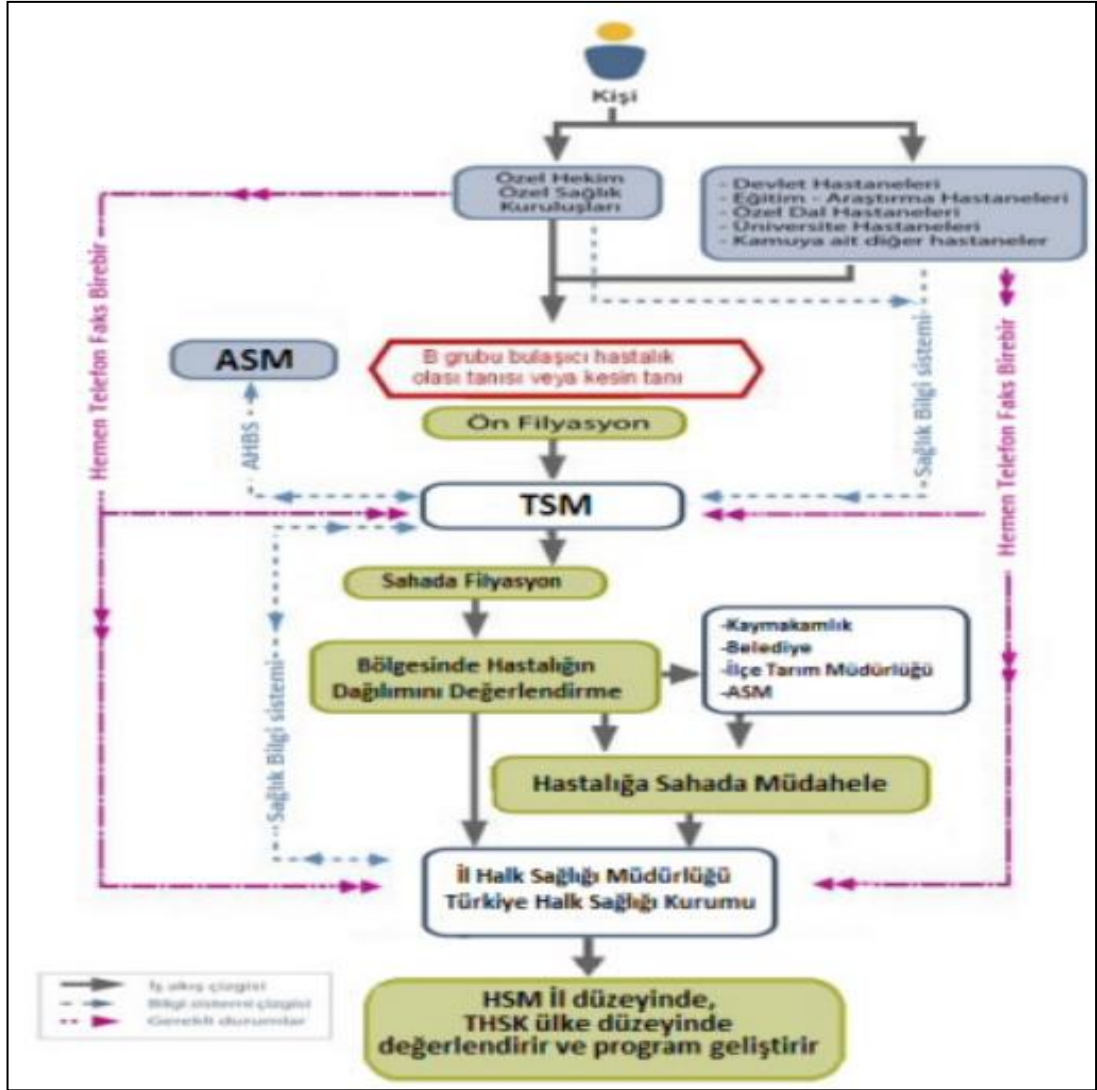 Kişi
Özel Hekim
Özel Sağlık
Kuruluşları
- Devlet Hastaneleri
- Eğitim - Araştırma Hastaneleri
- Özel Dal Hastaneleri
- Üniversite Hastaneleri
- Kamuya ait diğer hastaneler
Hemen Telefon Faks Birebir
ASM
B grubu bulaşıcı hastalık
olası tanısı veya kesin tanı
Sağlık Bilgi sistemi
Hemen Telefon Faks Birebir
Ön Filyasyon
AHBS
TSM
Sahada Filyasyon
Bölgesinde Hastalığın
Dağılımını Değerlendirme
-Kaymakamlık
-Belediye
-İlçe Tarım Müdürlüğü
-ASM
Sağlık Bilgi sistemi
Hastalığa Sahada Müdahele
İl Halk Sağlığı Müdürlüğü
Türkiye Halk Sağlığı Kurumu
İş akış çizgisi
Bilgi sistemi çizgisi
Gerekli durumlar
HSM İl düzeyinde,
THSK ülke düzeyinde
değerlendirir ve program geliştirir